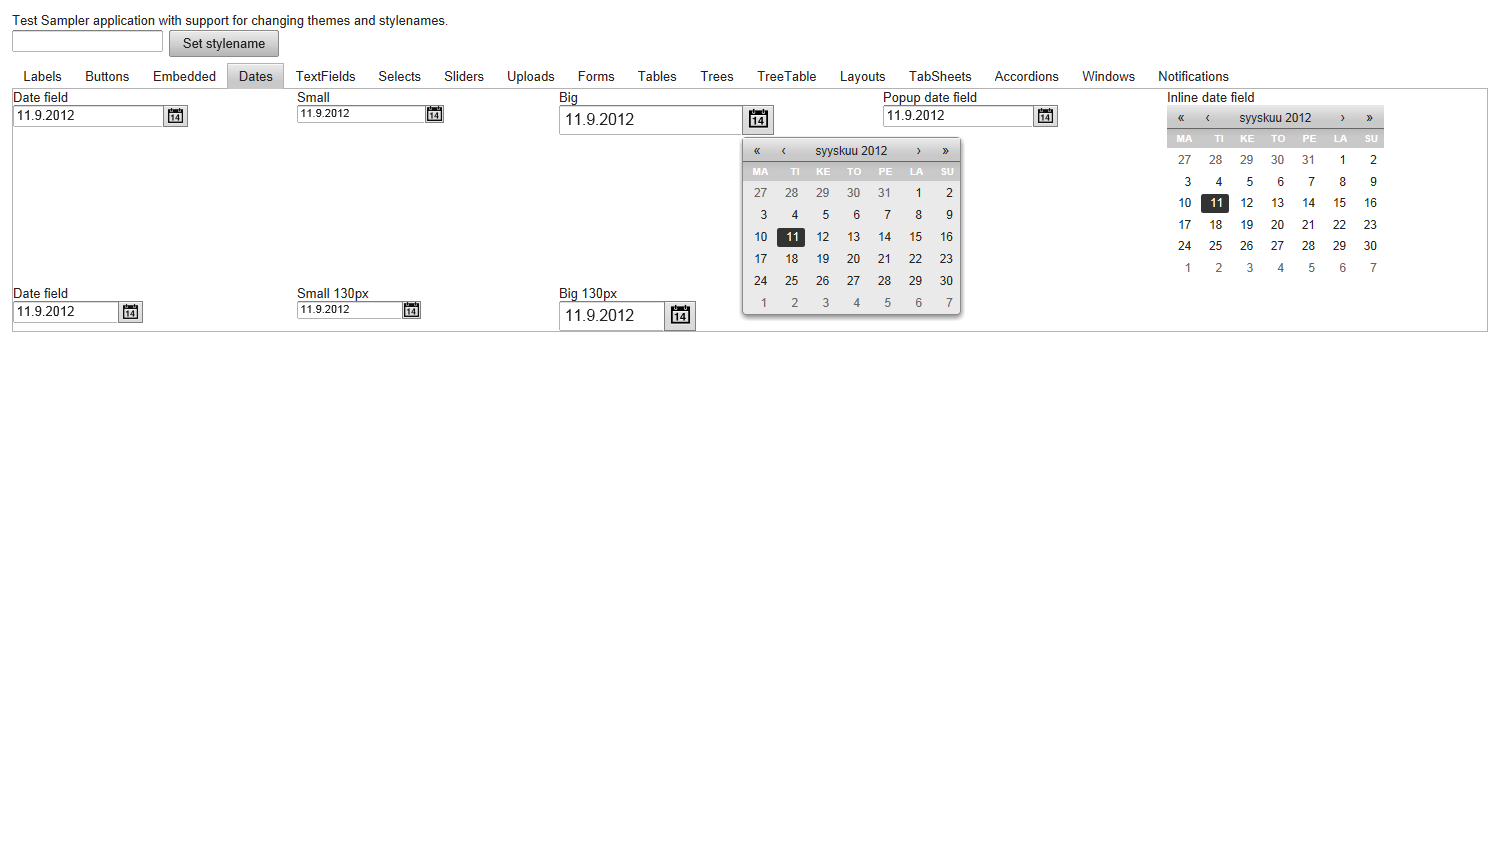 Test Sampler application with support for changing themes and stylenames.
Set stylename
Labels Buttons Embedded Dates TextFields Selects Sliders Uploads Forms Tables Trees TreeTable Layouts TabSheets Accordions Windows Notifications
Date field Small Big Popup date field Inline date field
11.9.2012 14 11.9.2012 14 11.9.2012 14 11.9.2012 14
« ‹ syyskuu 2012 › »
MA TI KE TO PE LA SU
27 28 29 30 31 1 2
3 4 5 6 7 8 9
10 11 12 13 14 15 16
17 18 19 20 21 22 23
24 25 26 27 28 29 30
1 2 3 4 5 6 7
« ‹ syyskuu 2012 › »
MA TI KE TO PE LA SU
27 28 29 30 31 1 2
3 4 5 6 7 8 9
10 11 12 13 14 15 16
17 18 19 20 21 22 23
24 25 26 27 28 29 30
1 2 3 4 5 6 7
Date field Small 130px Big 130px
11.9.2012 14 11.9.2012 14 11.9.2012 14